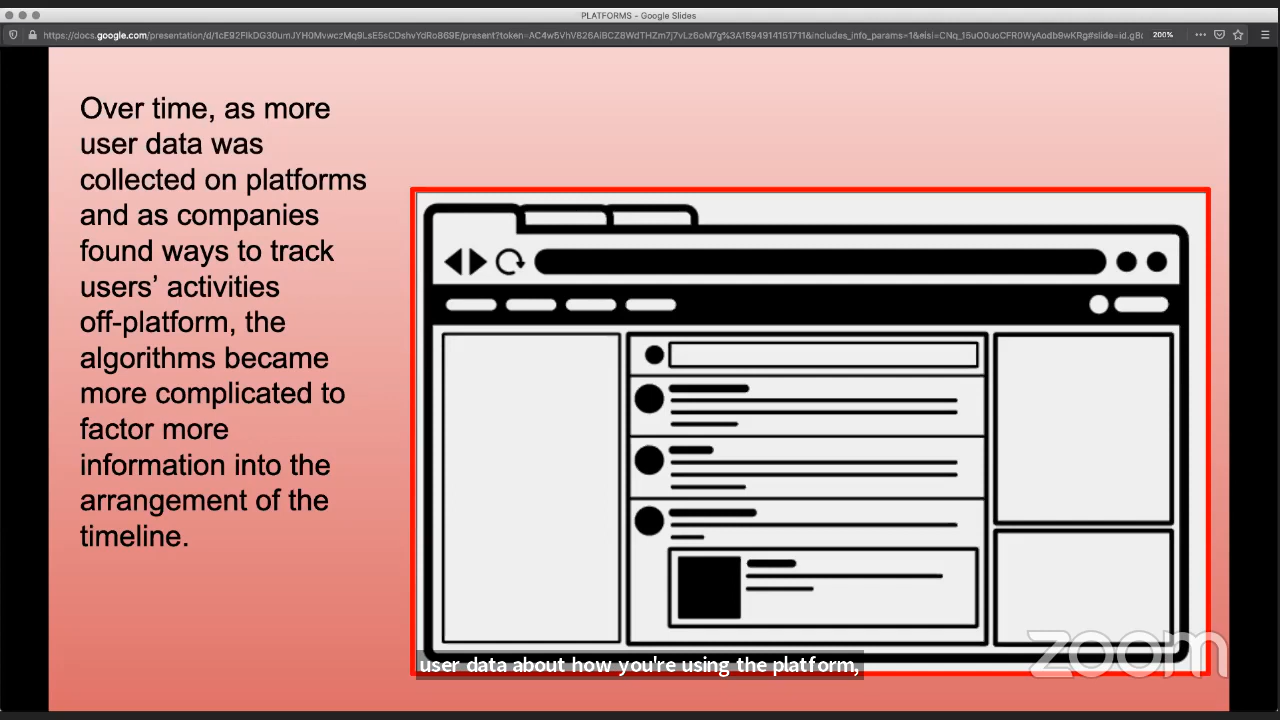 PLATFORMS - Google Slides
200%
Over time, as more
user data was
collected on platforms
and as companies
found ways to track
users’ activities
off-platform, the
algorithms became
more complicated to
factor more
information into the
arrangement of the
timeline.
user data about how you're using the platform,
zoom